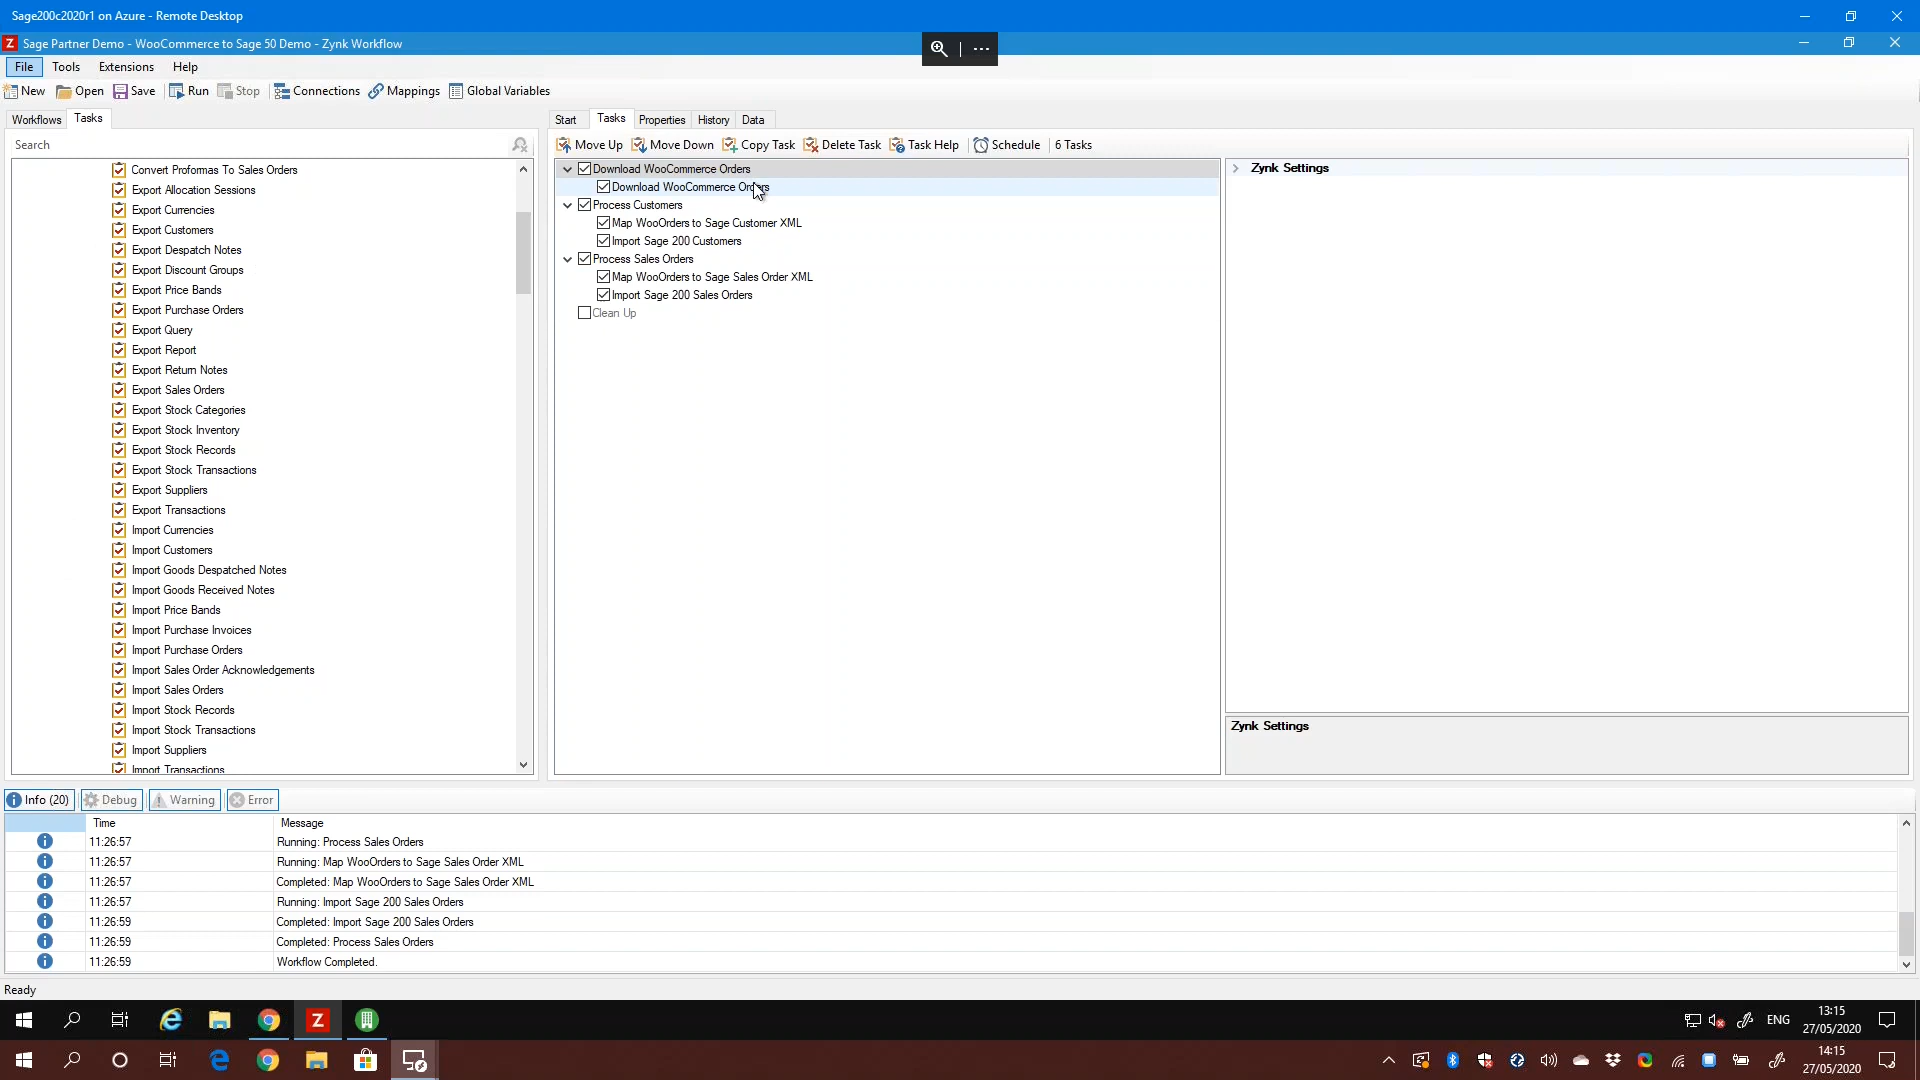 Sage200c2020r1 on Azure - Remote Desktop
Z Sage Partner Demo - WooCommerce to Sage 50 Demo - Zynk Workflow
File Tools Extensions Help
New Open Save Run Stop Connections Mappings Global Variables
Workflows Tasks
Start Tasks Properties History Data
Search
Move Up Move Down Copy Task Delete Task Task Help Schedule 6 Tasks
Convert Proformas To Sales Orders
Export Allocation Sessions
Export Currencies
Export Customers
Export Despatch Notes
Export Discount Groups
Export Price Bands
Export Purchase Orders
Export Query
Export Report
Export Return Notes
Export Sales Orders
Export Stock Categories
Export Stock Inventory
Export Stock Records
Export Stock Transactions
Export Suppliers
Export Transactions
Import Currencies
Import Customers
Import Goods Despatched Notes
Import Goods Received Notes
Import Price Bands
Import Purchase Invoices
Import Purchase Orders
Import Sales Order Acknowledgements
Import Sales Orders
Import Stock Records
Import Stock Transactions
Import Suppliers
Import Transactions
Download WooCommerce Orders
Download WooCommerce Orders
Process Customers
Map WooOrders to Sage Customer XML
Import Sage 200 Customers
Process Sales Orders
Map WooOrders to Sage Sales Order XML
Import Sage 200 Sales Orders
Clean Up
Zynk Settings
Zynk Settings
Info (20) Debug Warning Error
Time Message
11:26:57 Running: Process Sales Orders
11:26:57 Running: Map WooOrders to Sage Sales Order XML
11:26:57 Completed: Map WooOrders to Sage Sales Order XML
11:26:57 Running: Import Sage 200 Sales Orders
11:26:59 Completed: Import Sage 200 Sales Orders
11:26:59 Completed: Process Sales Orders
11:26:59 Workflow Completed.
Ready
Z
ENG
13:15
27/05/2020
14:15
27/05/2020